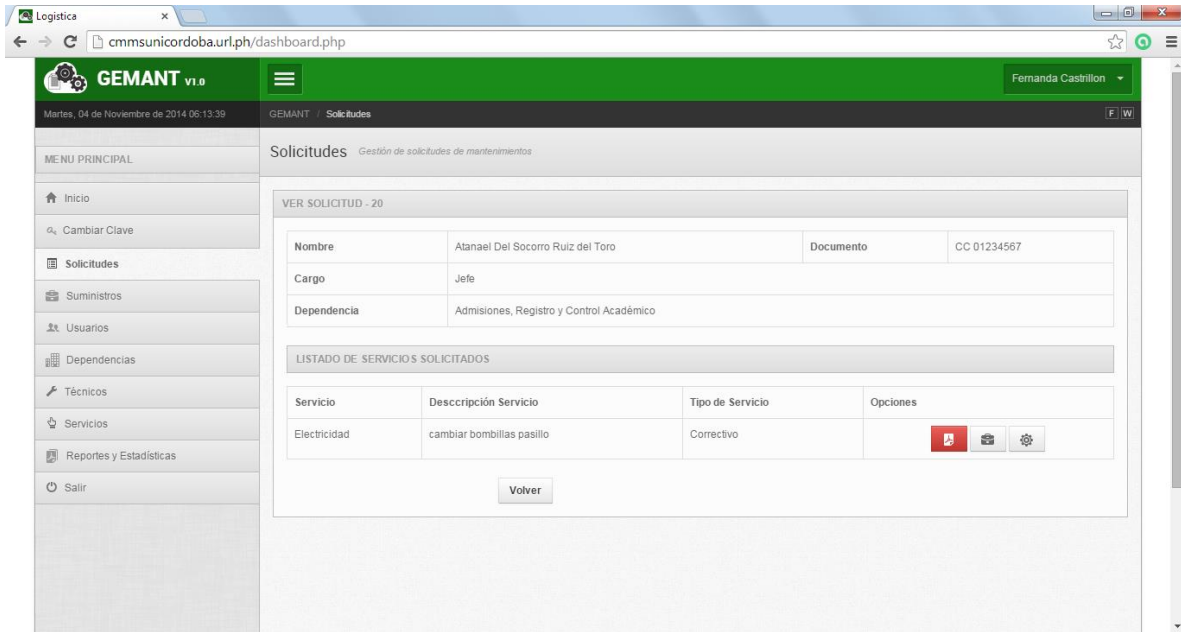 Logistica
cmmsunicordoba.url.ph/dashboard.php
GEMANT V1.0
Fernanda Castrillon
Martes, 04 de Noviembre de 2014 06:13:39
GEMANT / Solicitudes
F W
MENU PRINCIPAL
Solicitudes Gestión de solicitudes de mantenimientos
Inicio
Cambiar Clave
Solicitudes
Suministros
Usuarios
Dependencias
Técnicos
Servicios
Reportes y Estadísticas
Salir
VER SOLICITUD - 20
Nombre Atanael Del Socorro Ruiz del Toro Documento CC 01234567
Cargo Jefe
Dependencia Admisiones, Registro y Control Académico
LISTADO DE SERVICIOS SOLICITADOS
Servicio Desccripción Servicio Tipo de Servicio Opciones
Electricidad cambiar bombillas pasillo Correctivo
Volver